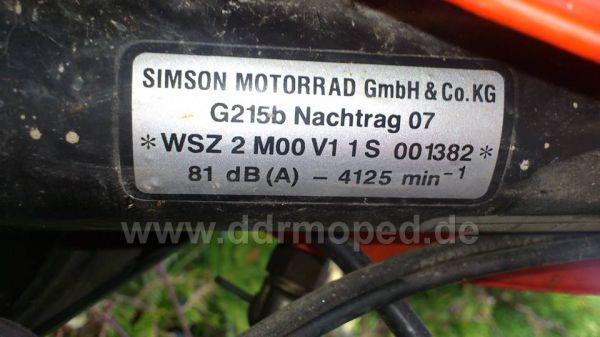 SIMSON MOTORRAD GmbH & Co. KG
G215b Nachtrag 07
*WSZ 2 M00 V1 1 S 001382*
81 dB (A) – 4125 min⁻¹
www.ddrmoped.de